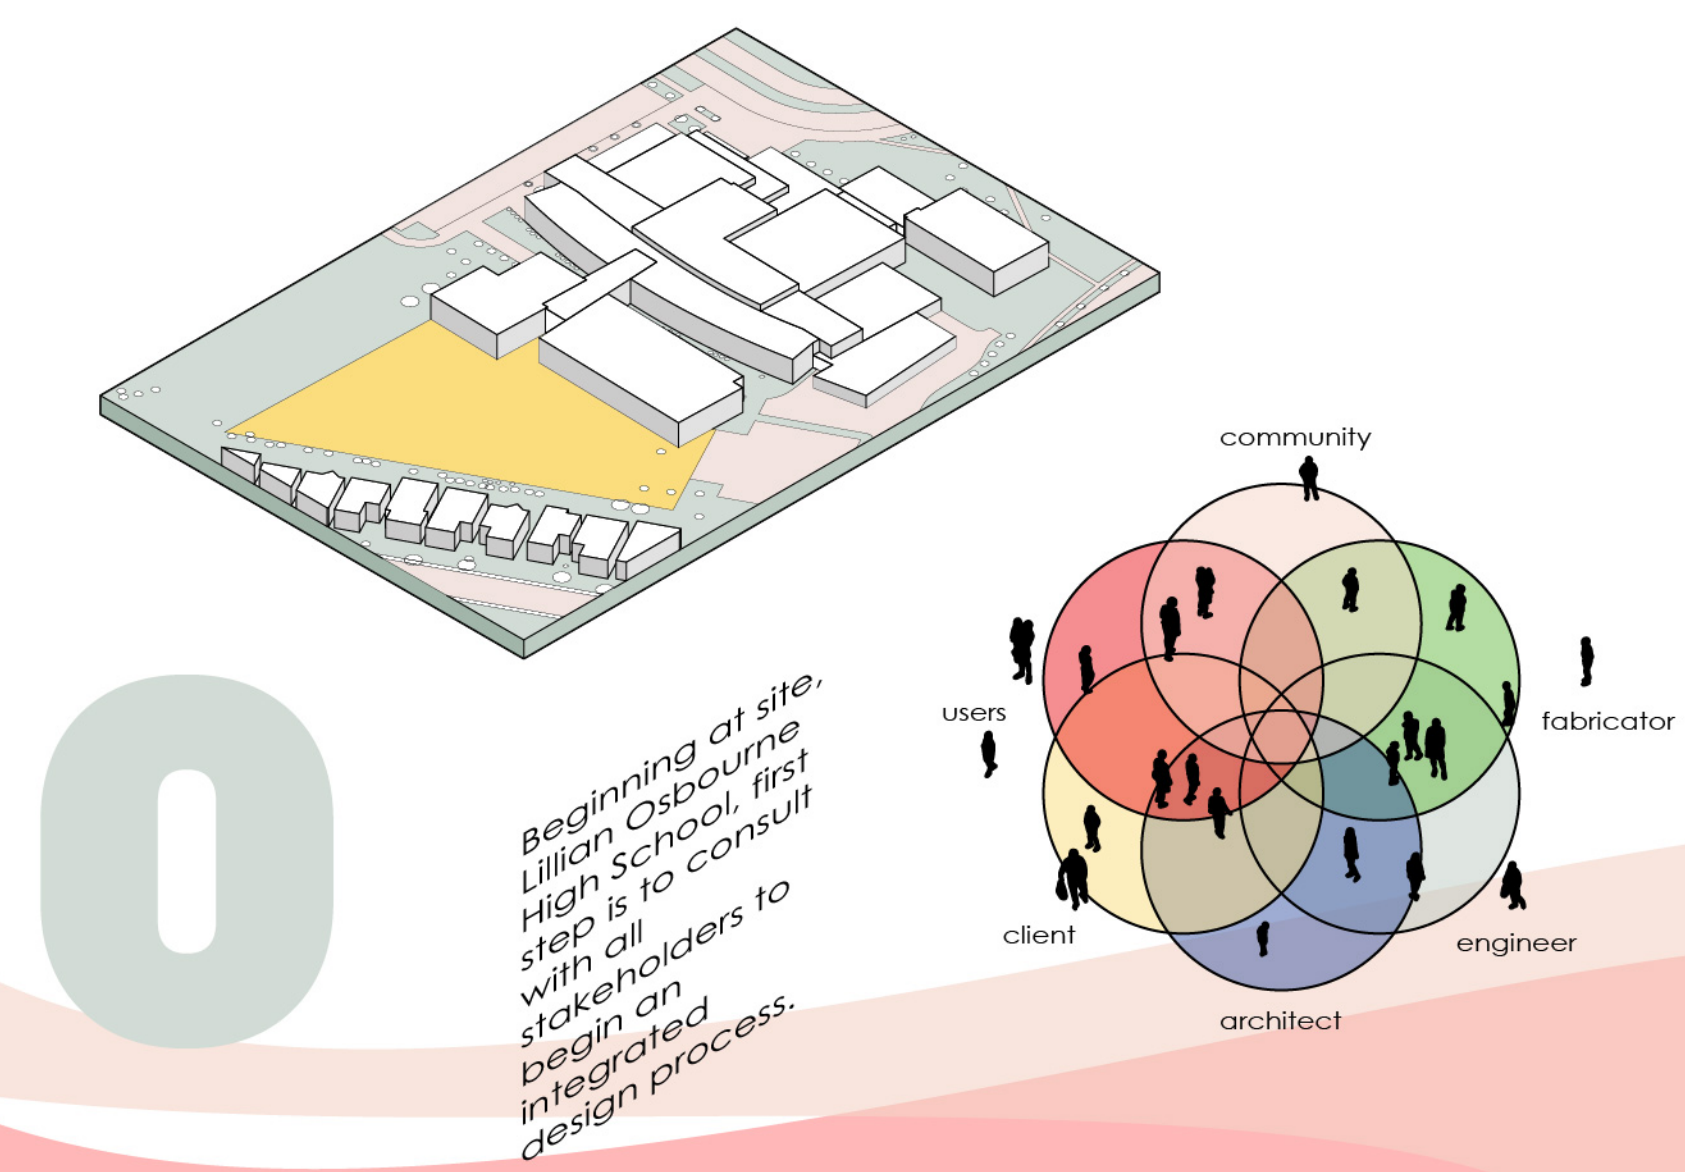 0
Beginning at site,
Lillian Osbourne
High School, first
step is to consult
with all
stakeholders to
begin an
integrated
design process.
community
users
fabricator
client
engineer
architect